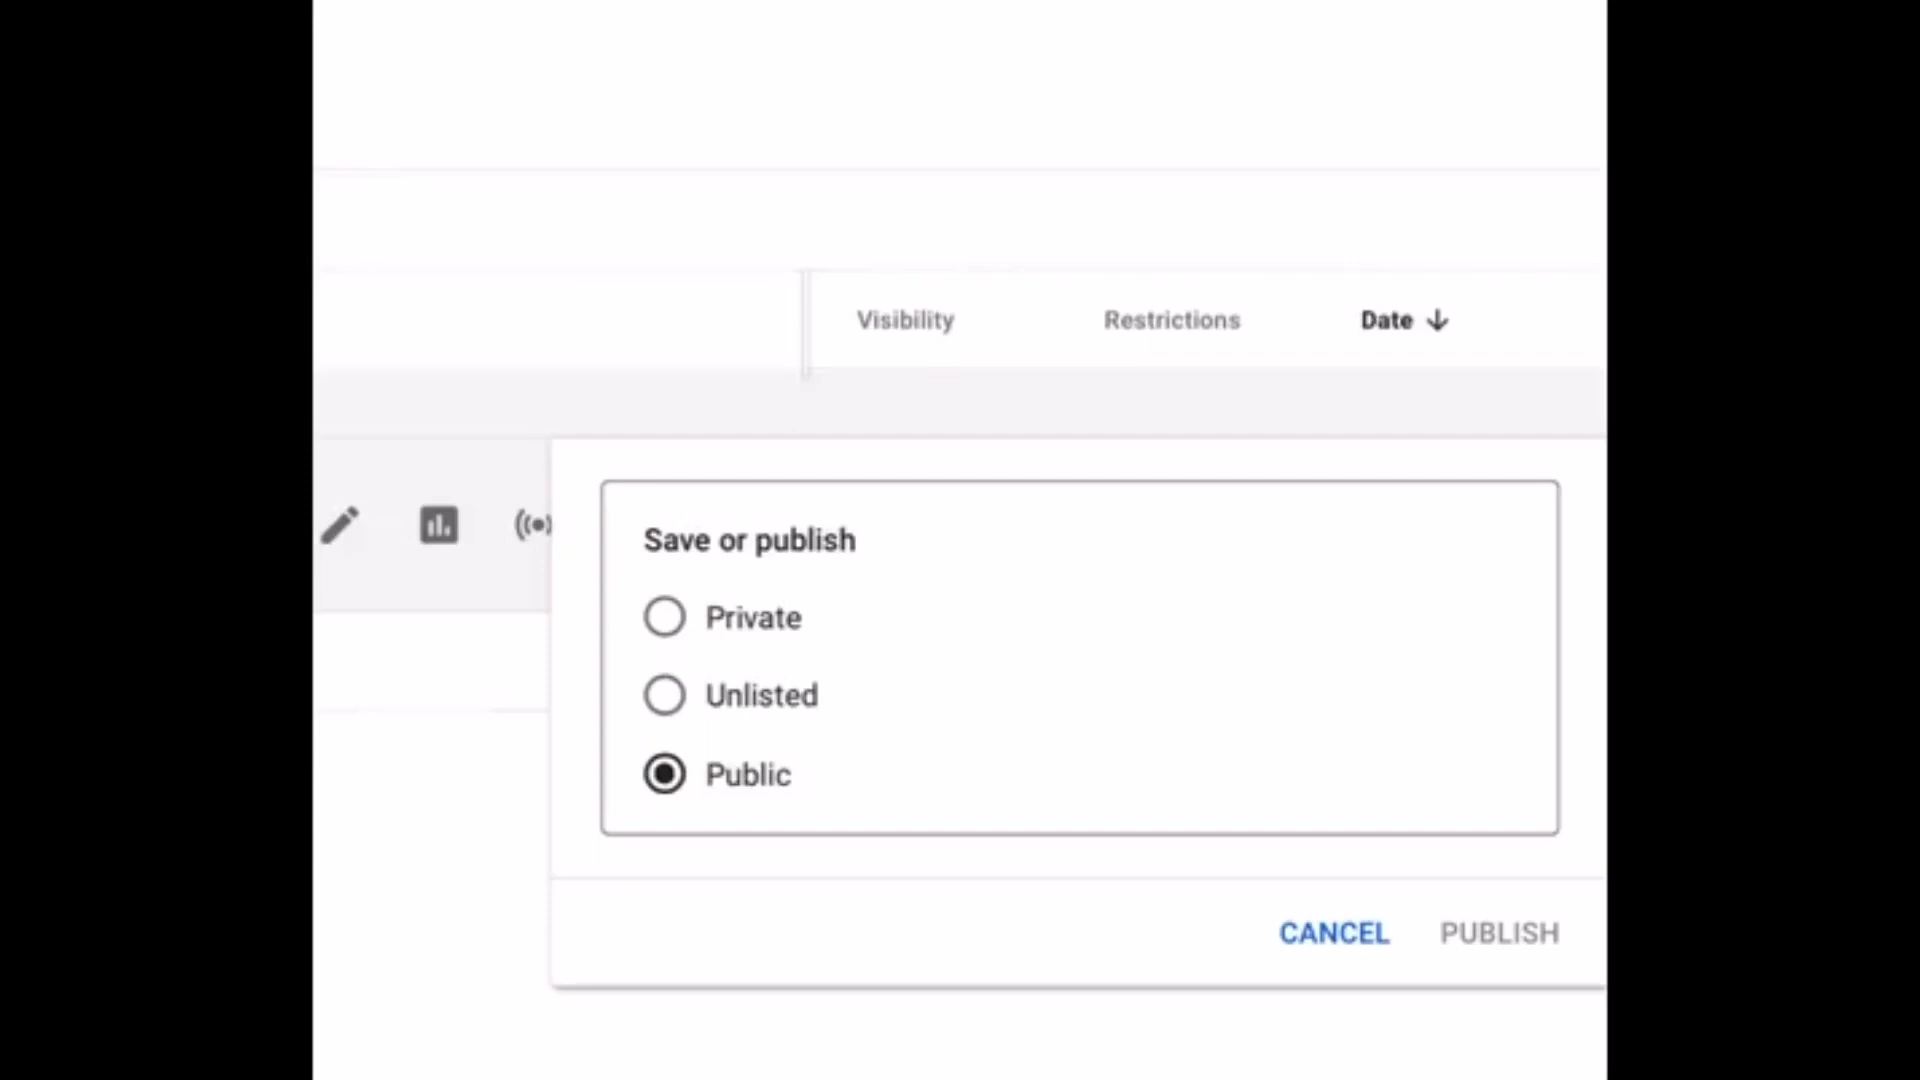 Visibility Restrictions Date
Save or publish
Private
Unlisted
Public
CANCEL PUBLISH